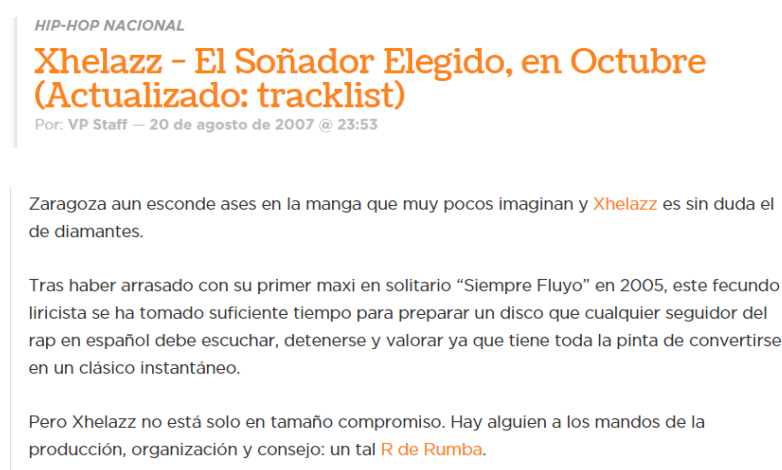 HIP-HOP NACIONAL
Xhelazz - El Soñador Elegido, en Octubre
(Actualizado: tracklist)
Por: VP Staff — 20 de agosto de 2007 @ 23:53
Zaragoza aun esconde ases en la manga que muy pocos imaginan y Xhelazz es sin duda el
de diamantes.
Tras haber arrasado con su primer maxi en solitario “Siempre Fluyo” en 2005, este fecundo
liricista se ha tomado suficiente tiempo para preparar un disco que cualquier seguidor del
rap en español debe escuchar, detenerse y valorar ya que tiene toda la pinta de convertirse
en un clásico instantáneo.
Pero Xhelazz no está solo en tamaño compromiso. Hay alguien a los mandos de la
producción, organización y consejo: un tal R de Rumba.